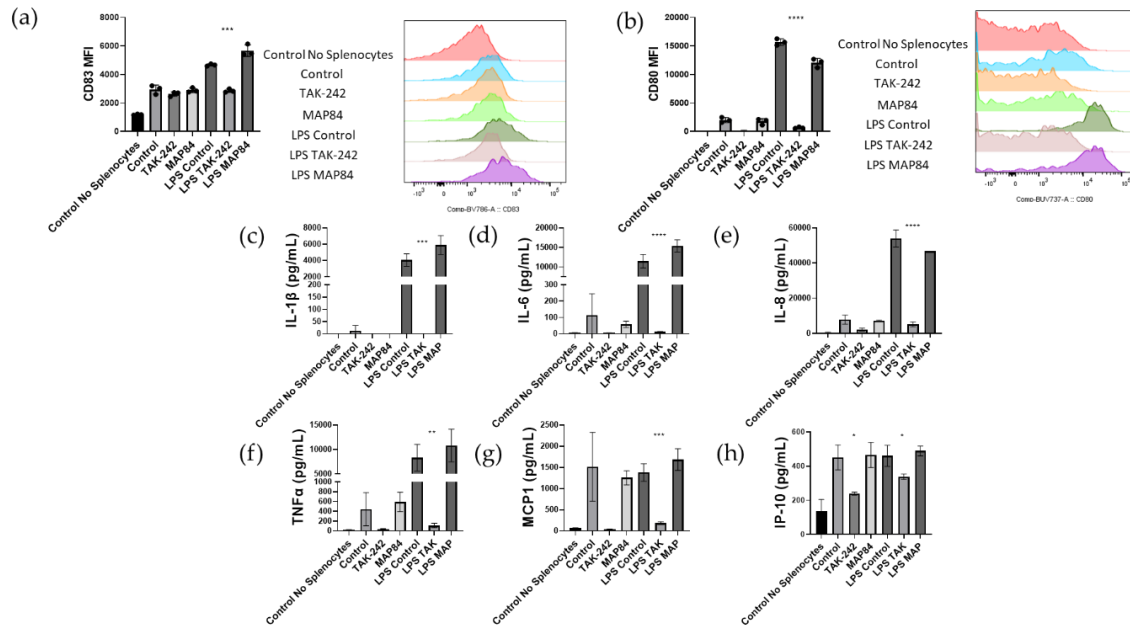 (a)
CD83 MFI
8000
6000
4000
2000
0
***
Control No Splenocytes
Control
TAK-242
MAP84
LPS Control
LPS TAK-242
LPS MAP84
Control No Splenocytes
Control
TAK-242
MAP84
LPS Control
LPS TAK-242
LPS MAP84
-10³ 0 10³ 10⁴ 10⁵
Comp-BV786-A :: CD83
(b)
CD80 MFI
20000
15000
10000
5000
0
****
Control No Splenocytes
Control
TAK-242
MAP84
LPS Control
LPS TAK-242
LPS MAP84
Control No Splenocytes
Control
TAK-242
MAP84
LPS Control
LPS TAK-242
LPS MAP84
-10³ 0 10³ 10⁴ 10⁵
Comp-BUV737-A :: CD80
(c)
IL-1β (pg/mL)
8000
6000
4000
2000
250
200
150
100
50
0
***
Control No Splenocytes
Control
TAK-242
MAP84
LPS Control
LPS TAK
LPS MAP
(d)
IL-6 (pg/mL)
20000
15000
10000
5000
300
200
100
0
****
Control No Splenocytes
Control
TAK-242
MAP84
LPS Control
LPS TAK
LPS MAP
(e)
IL-8 (pg/mL)
60000
40000
20000
0
****
Control No Splenocytes
Control
TAK-242
MAP84
LPS Control
LPS TAK
LPS MAP
(f)
TNFα (pg/mL)
15000
10000
5000
1000
800
600
400
200
0
**
Control No Splenocytes
Control
TAK-242
MAP84
LPS Control
LPS TAK
LPS MAP
(g)
MCP1 (pg/mL)
2500
2000
1500
1000
500
0
***
Control No Splenocytes
Control
TAK-242
MAP84
LPS Control
LPS TAK
LPS MAP
(h)
IP-10 (pg/mL)
600
400
200
0
*
*
Control No Splenocytes
Control
TAK-242
MAP84
LPS Control
LPS TAK
LPS MAP